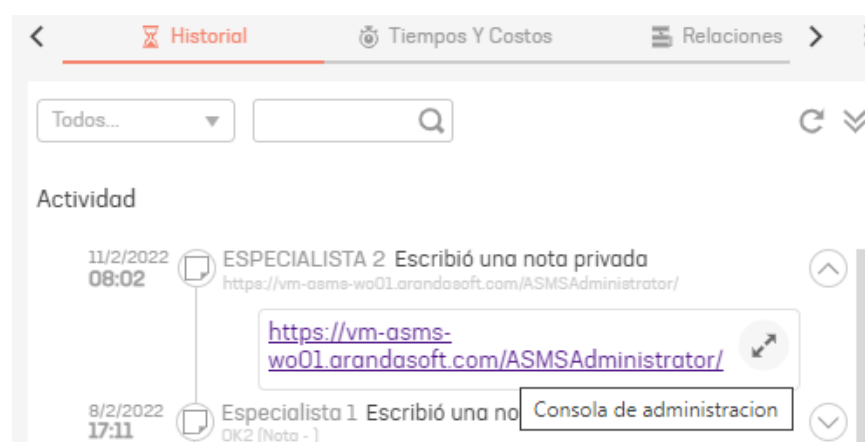 Historial
Tiempos Y Costos
Relaciones
Todos...
Actividad
11/2/2022
08:02
ESPECIALISTA 2 Escribió una nota privada
https://vm-asms-wo01.arandasoft.com/ASMSAdministrator/
https://vm-asms-
wo01.arandasoft.com/ASMSAdministrator/
Consola de administracion
8/2/2022
17:11
Especialista 1 Escribió una no
OK2 (Nota - )